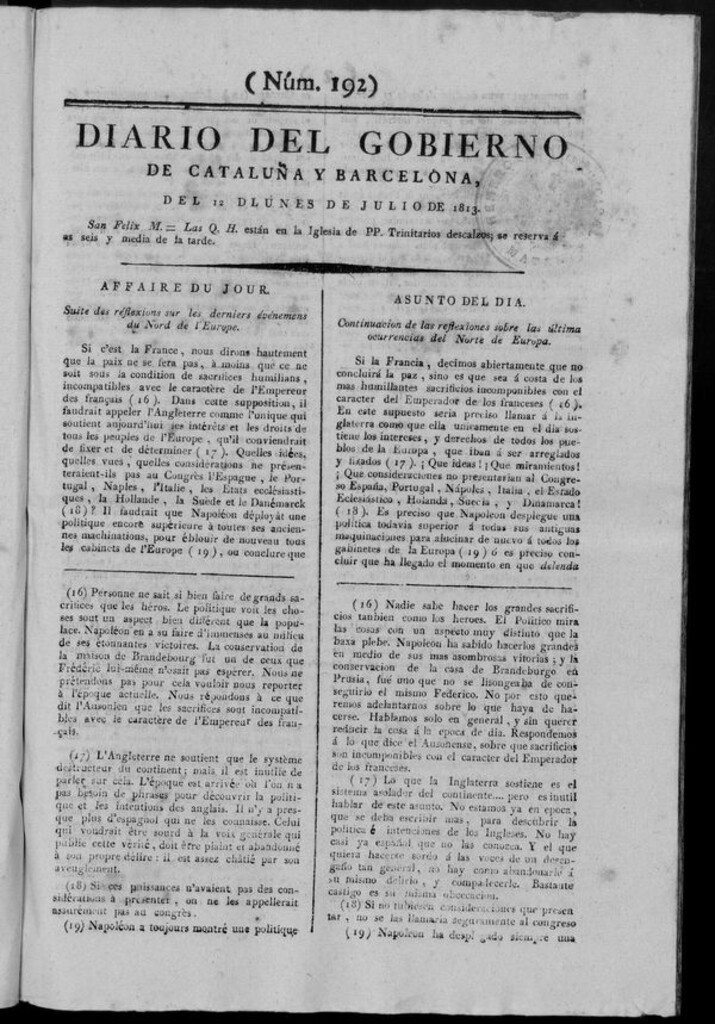 (Núm. 192)
DIARIO DEL GOBIERNO
DE CATALUÑA Y BARCELONA,
DEL 12 DLUNES DE JULIO DE 1813.
San Felix M. = Las Q. H. están en la Iglesia de PP. Trinitarios descalzos; se reserva á
as seis y media de la tarde.
AFFAIRE DU JOUR.
Suite des réflexions sur les derniers événemens
du Nord de l'Europe.
Si c'est la France, nous dirons hautement
que la paix ne se fera pas, à moins que ce ne
soit sous la condition de sacrifices humilians,
incompatibles avec le caractère de l'Empereur
des français (16). Dans cette supposition, il
faudrait appeler l'Angleterre comme l'unique qui
soutient aujourd'hui ses intérêts et les droits de
tous les peuples de l'Europe, qu'il conviendrait
de fixer et de déterminer (17). Quelles idées,
quelles vues, quelles considérations ne présen-
teraient-ils pas au Congrès l'Espagne, le Por-
tugal, Naples, l'Italie, les Etats ecclésiasti-
ques, la Hollande, la Suède et le Danémarck
(18)? Il faudrait que Napoléon déployât une
politique encore supérieure à toutes ses ancien-
nes machinations, pour éblouir de nouveau tous
les cabinets de l'Europe (19), ou conclure que
(16) Personne ne sait si bien faire de grands sa-
crifices que les héros. Le politique voit les cho-
ses sout un aspect bien différent que la popu-
lace. Napoléon en a su faire d'immenses au milieu
de ses étonnantes victoires. La conservation de
la maison de Brandebourg fut un de ceux que
Frédéric lui-même n'osait pas espérer. Nous ne
prétendons pas pour cela vouloir nous reporter
à l'époque actuelle. Nous répondons à ce que
dit l'Ausonien que les sacrifices sont incompati-
bles avec le caractère de l'Empereur des fran-
çais.
(17) L'Angleterre ne soutient que le système
destructeur du continent; mais il est inutile de
parler sur cela. L'époque est arrivée où l'on n a
pas besoin de phrases pour découvrir la politi-
que et les intentions des anglais. Il n'y a pres-
que plus d'espagnol qui ne les connaisse. Celui
qui voudrait être sourd à la voix générale qui
publie cette vérité, doit être plaint et abandonné
à son propre délire: il est assez châtié par son
aveuglement.
(18) Si ces puissances n'avaient pas des con-
sidérations à présenter, on ne les appellerait
assurément pas au congrès.
(19) Napoléon a toujours montré une politique
ASUNTO DEL DIA.
Continuacion de las reflexiones sobre las última
ocurrencias del Norte de Europa.
Si la Francia, decimos abiertamente que no
concluirá la paz, sino es que sea á costa de los
mas humillantes sacrificios incomponibles con el
caracter del Emperador de los franceses (16).
En este supuesto seria preciso llamar á la In-
glaterra como que ella unicamente en el dia sos-
tiene los intereses, y derechos de todos los pue-
blos de la Europa, que iban á ser arreglados
y fixados (17). ¡Que ideas! ¡Que miramientos!
¡Que consideraciones no presentarian al Congre-
so España, Portugal, Nápoles, Italia, el Estado
Eclesiástico, Holanda, Suecia, y Dinamarca!
(18). Es preciso que Napoleon despliegue una
política todavia superior á todas sus antiguas
maquinaciones para alucinar de nuevo á todos los
gabinetes de la Europa (19) ó es preciso con-
cluir que ha llegado el momento en que delenda
(16) Nadie sabe hacer los grandes sacrifi-
cios tanbien como los heroes. El Politico mira
las cosas con un aspecto muy distinto que la
baxa plebe. Napoleon ha sabido hacerlos grandes
en medio de sus mas asombrosas vitorias; y la
conservacion de la casa de Brandeburgo en
Prusia, fué uno que no se lisongeaba de con-
seguirlo el mismo Federico. No por esto que-
remos adelantarnos sobre lo que haya de ha-
cerse. Hablamos solo en general, y sin querer
reducir la cosa á la epoca de dia. Respondemos
á lo que dice el Ausonense, sobre que sacrificios
son incomponibles con el caracter del Emperador
de los franceses.
(17) Lo que la Inglaterra sostiene es el
sistema asolador del continente.... pero es inutil
hablar de este asunto. No estamos ya en epoca,
que se deba escribir mas, para descubrir la
política é intenciones de los Ingleses. No hay
casi ya español que no las conozca. Y el que
quiera hacerse sordo á las voces de un deren-
gaño tan general, no hay como abandonarlo á
su mismo delirio, y compadecerle. Bastante
castigo es su misma obcecacion.
(18) Si no tubiesen consideraciones que presen
tar, no se las llamaria seguramente al congreso
(19) Napoleon ha despl gado siempre una